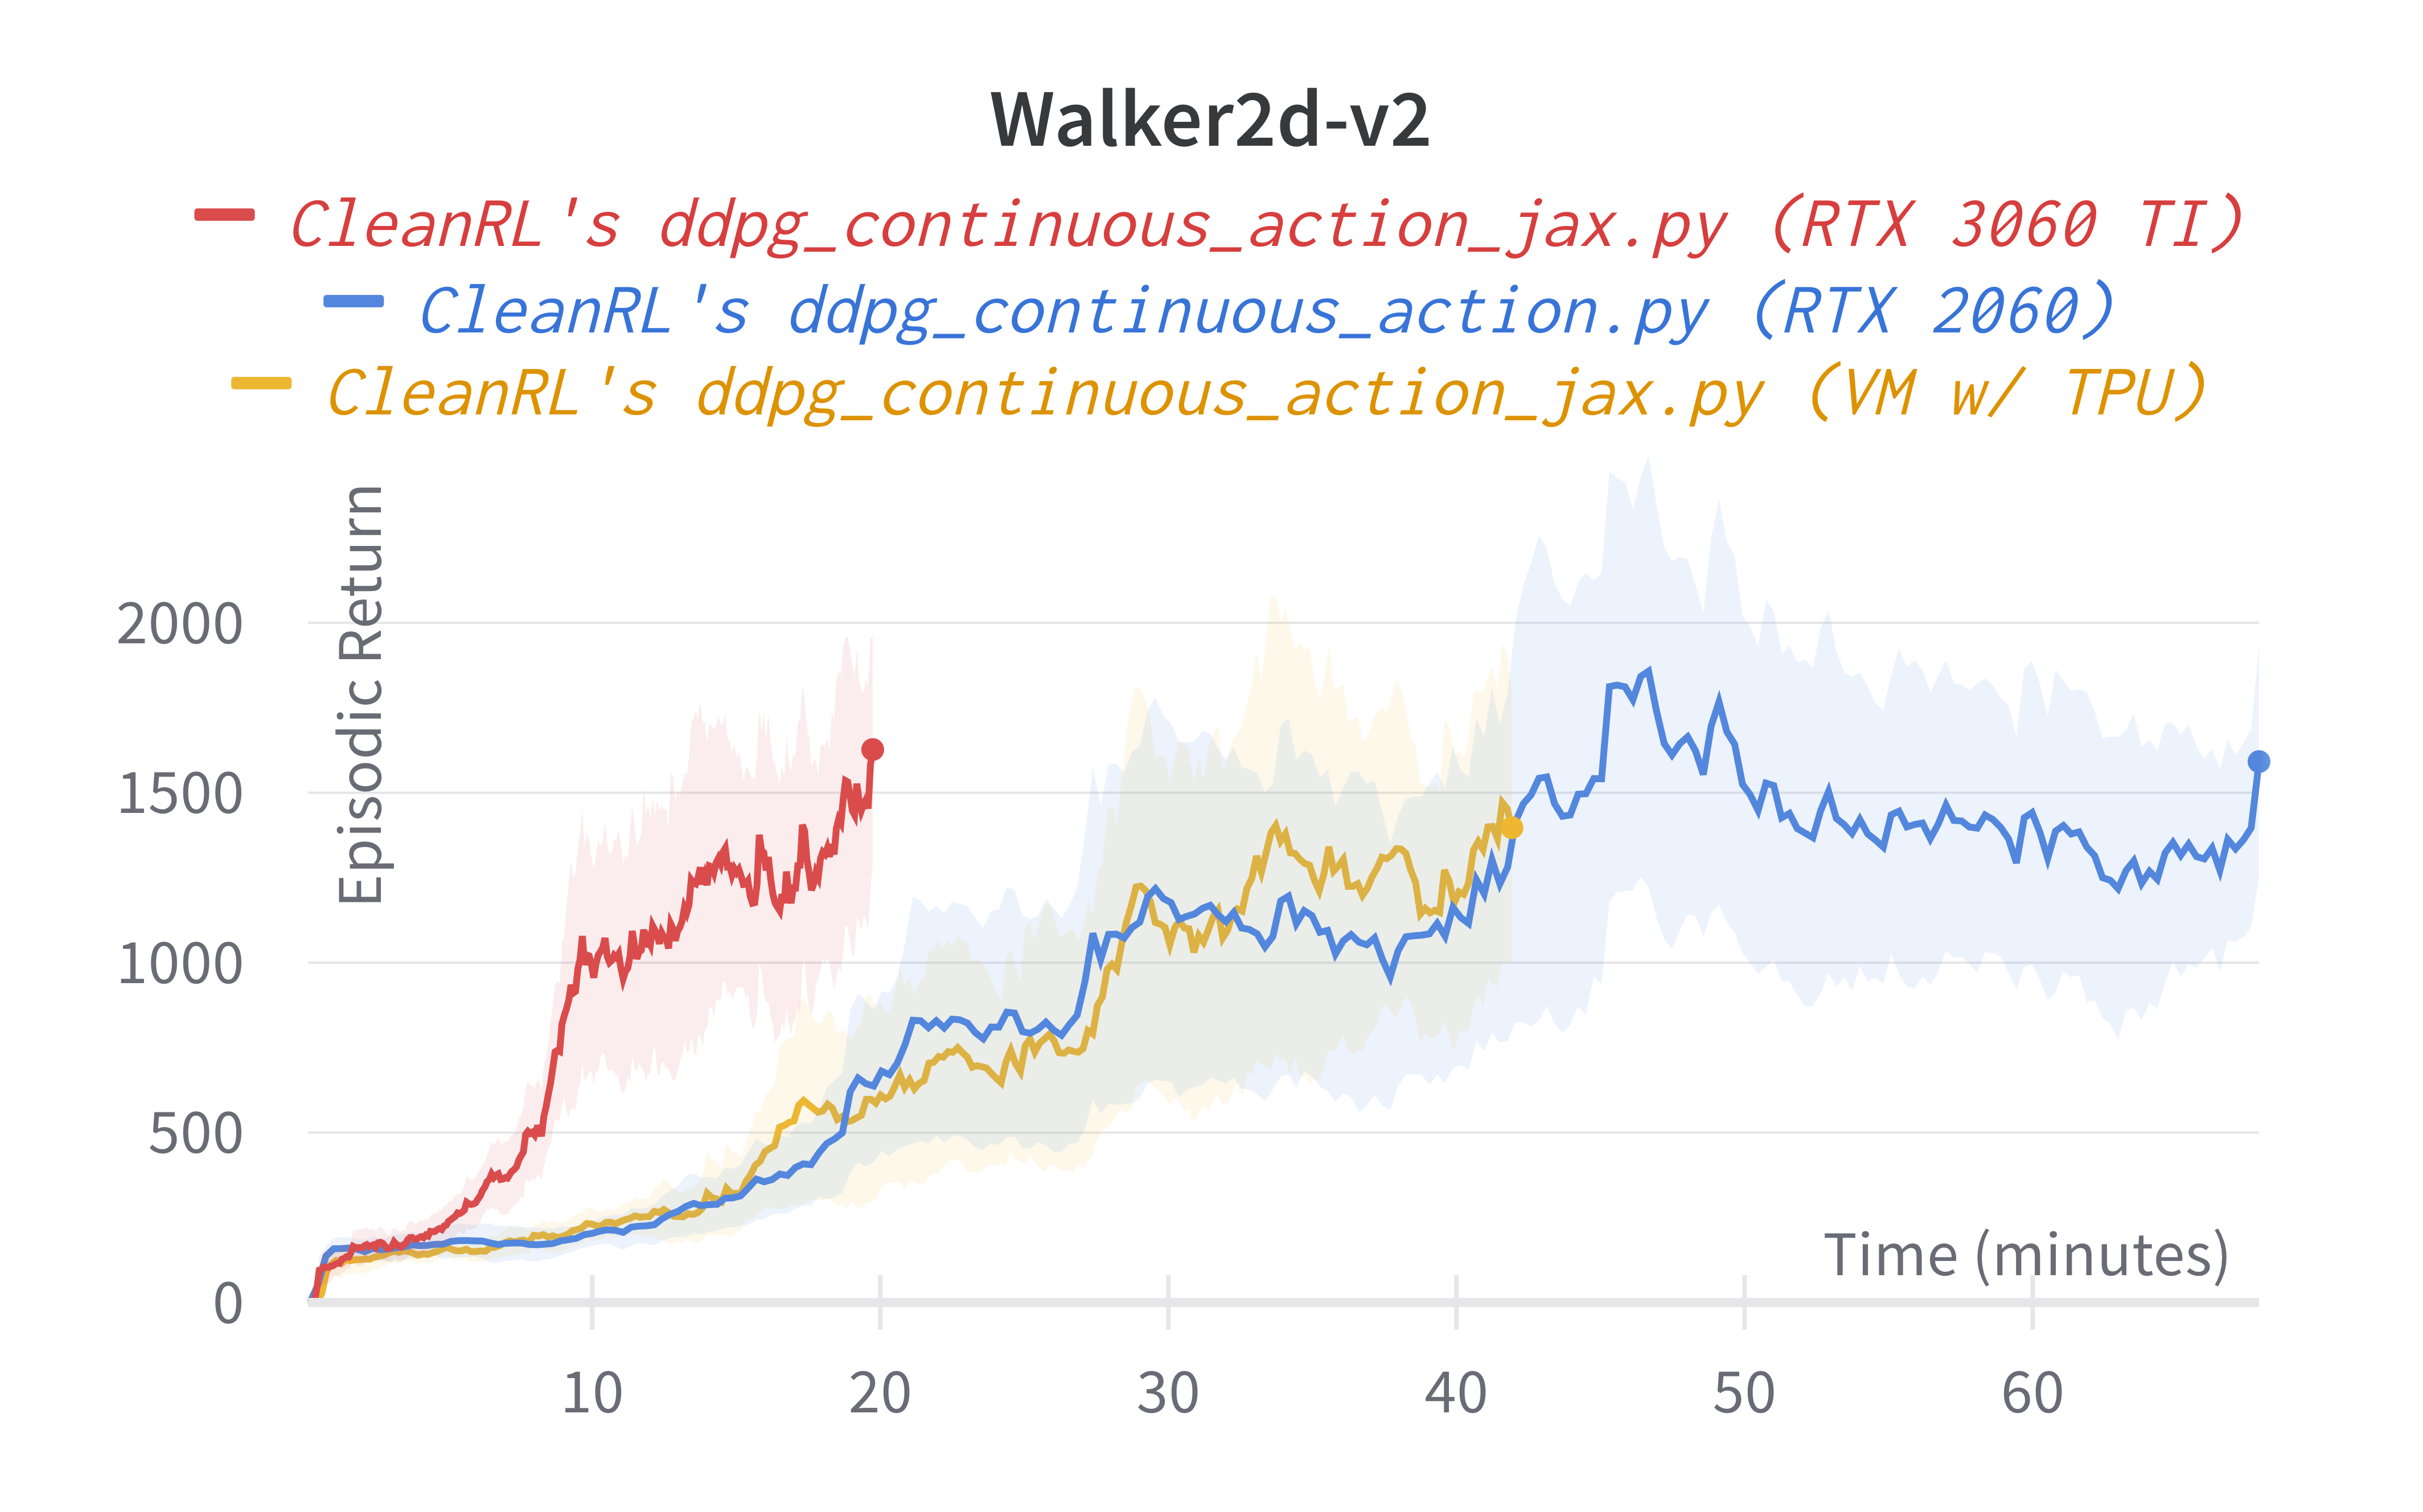 Walker2d-v2
CleanRL's ddpg_continuous_action_jax.py (RTX 3060 TI)
CleanRL's ddpg_continuous_action.py (RTX 2060)
CleanRL's ddpg_continuous_action_jax.py (VM w/ TPU)
Episodic Return
2000
1500
1000
500
0
Time (minutes)
10 20 30 40 50 60